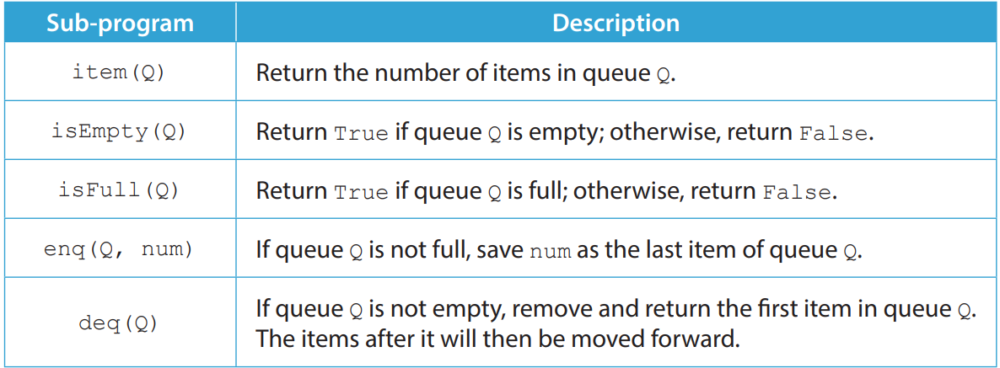 Sub-program Description
item(Q) Return the number of items in queue Q.
isEmpty(Q) Return True if queue Q is empty; otherwise, return False.
isFull(Q) Return True if queue Q is full; otherwise, return False.
enq(Q, num) If queue Q is not full, save num as the last item of queue Q.
deq(Q) If queue Q is not empty, remove and return the first item in queue Q.
The items after it will then be moved forward.